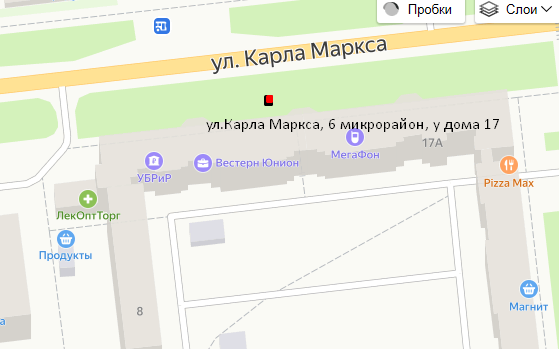 Пробки
Слои
ул. Карла Маркса
ул.Карла Маркса, 6 микрорайон, у дома 17
17А
МегаФон
Вестерн Юнион
УБРиР
Pizza Max
ЛекОптТорг
Продукты
Магнит
8
а